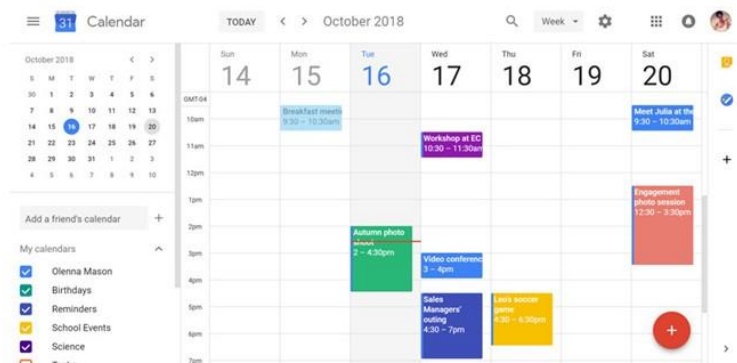 31 Calendar TODAY < > October 2018 Week
October 2018 < >
S M T W T F S
30 1 2 3 4 5 6
7 8 9 10 11 12 13
14 15 16 17 18 19 20
21 22 23 24 25 26 27
28 29 30 31 1 2 3
4 5 6 7 8 9 10
Add a friend's calendar +
My calendars
Olenna Mason
Birthdays
Reminders
School Events
Science
Sun Mon Tue Wed Thu Fri Sat
14 15 16 17 18 19 20
GMT-04
10am
11am
12pm
1pm
2pm
3pm
4pm
5pm
6pm
7pm
Breakfast meeti
9:30 – 10:30am
Autumn photo
shoot
2 – 4:30pm
Workshop at EC
10:30 – 11:30am
Video conferenc
3 – 4pm
Sales
Managers'
outing
4:30 – 7pm
Leo's soccer
game
4:30 – 6:30pm
Meet Julia at the
9:30 – 10:30am
Engagement
photo session
12:30 – 3:30pm